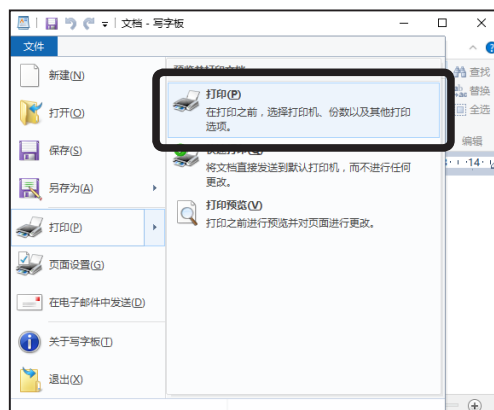 文档 - 写字板
文件
新建(N)
打开(O)
保存(S)
另存为(A)
打印(P)
页面设置(G)
在电子邮件中发送(D)
关于写字板(T)
退出(X)
打印(P)
在打印之前，选择打印机、份数以及其他打印
选项。
将文档直接发送到默认打印机，而不进行任何
更改。
打印预览(V)
打印之前进行预览并对页面进行更改。
查找
替换
全选
编辑
14